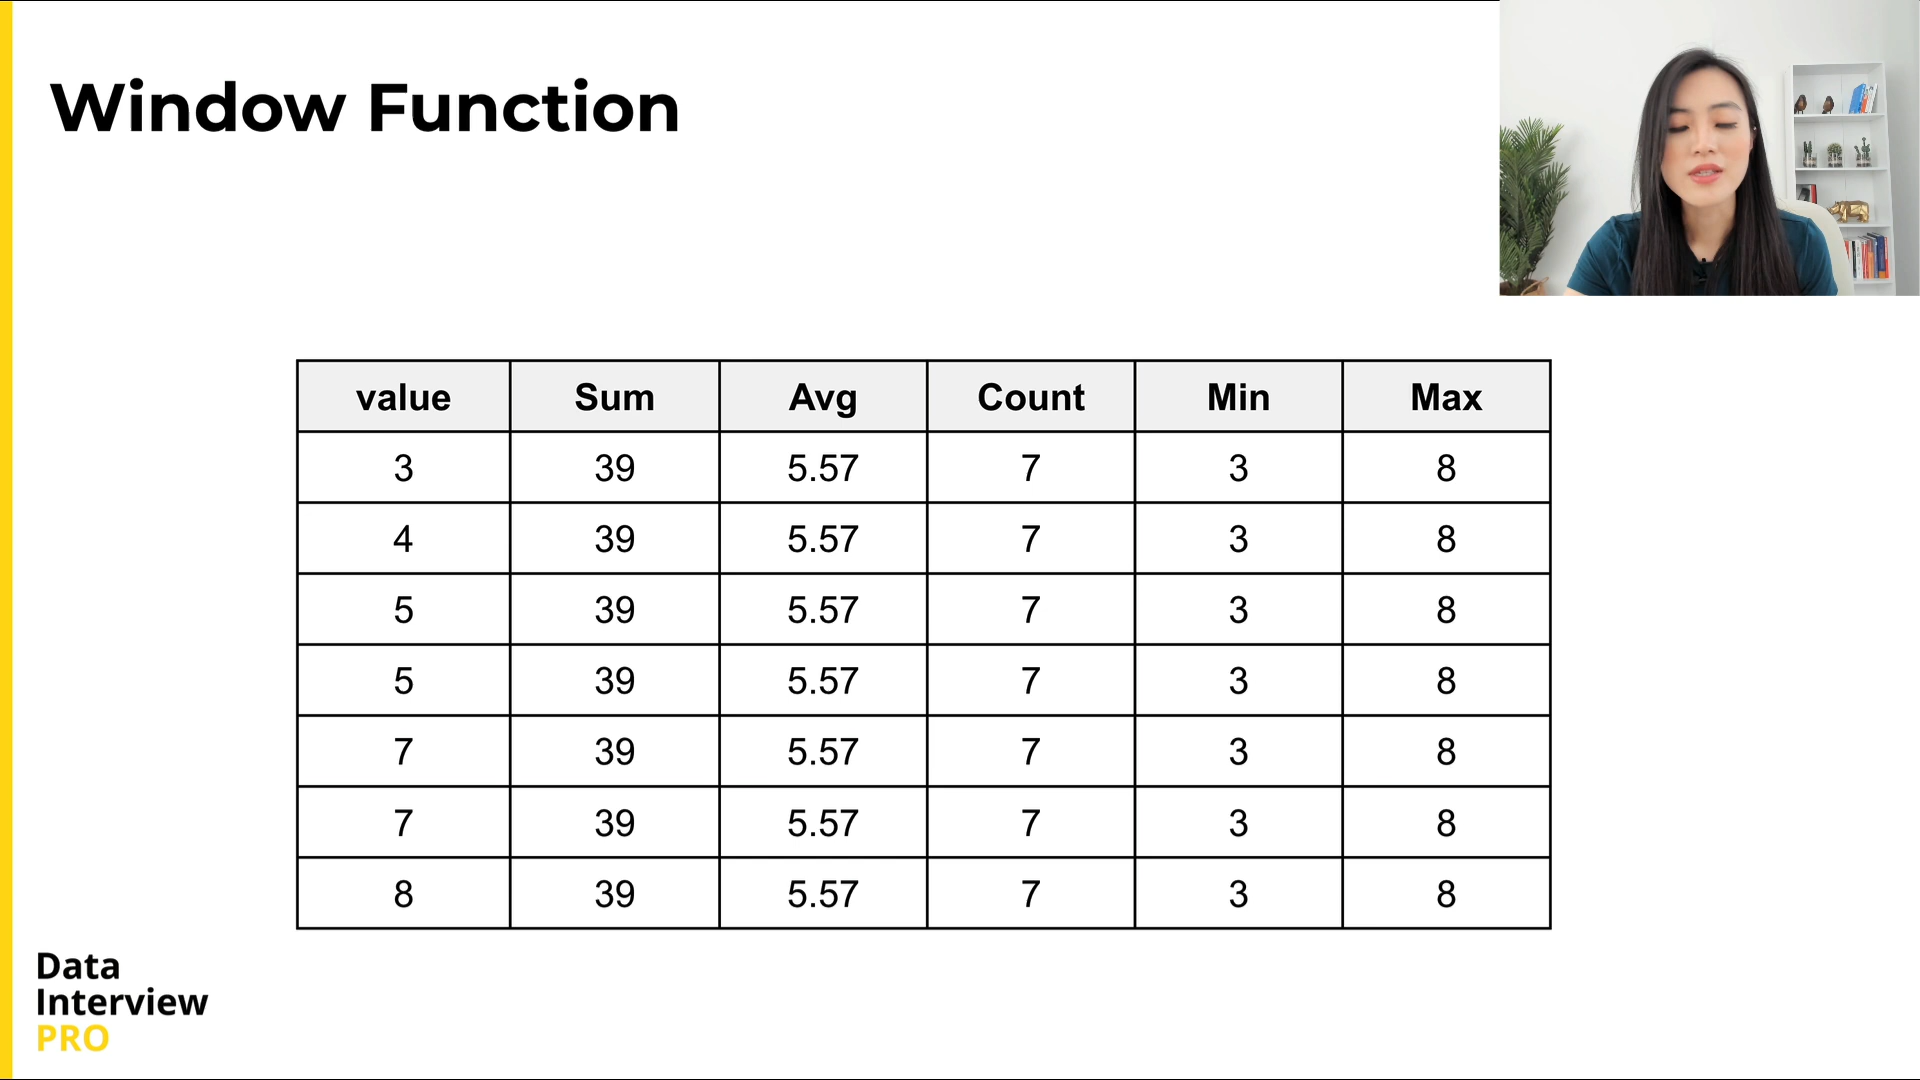 Window Function
value Sum Avg Count Min Max
3 39 5.57 7 3 8
4 39 5.57 7 3 8
5 39 5.57 7 3 8
5 39 5.57 7 3 8
7 39 5.57 7 3 8
7 39 5.57 7 3 8
8 39 5.57 7 3 8
Data
Interview
PRO